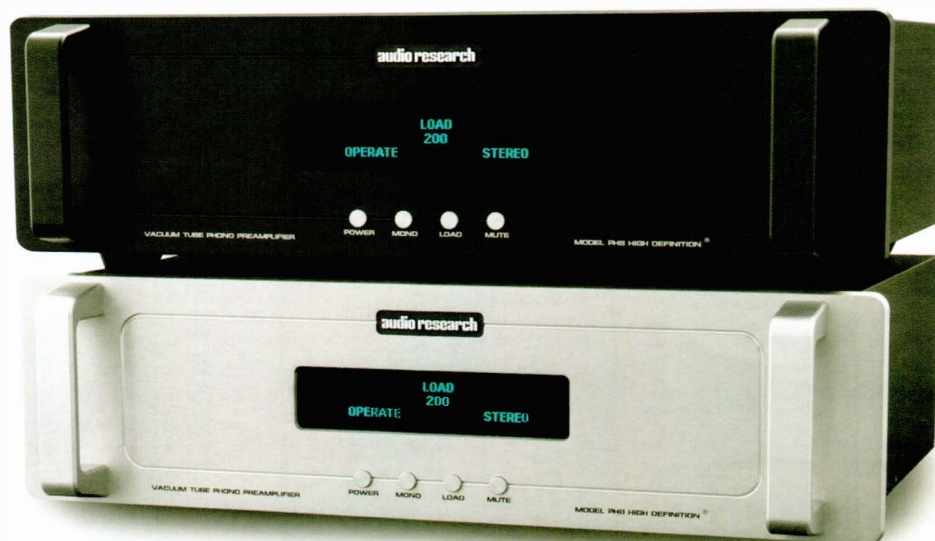 audio research
LOAD
200
OPERATE STEREO
POWER MONO LOAD MUTE
VACUUM TUBE PHONO PREAMPLIFIER MODEL PH8 HIGH DEFINITION ®
audio research
LOAD
200
OPERATE STEREO
POWER MONO LOAD MUTE
VACUUM TUBE PHONO PREAMPLIFIER MODEL PH8 HIGH DEFINITION ®